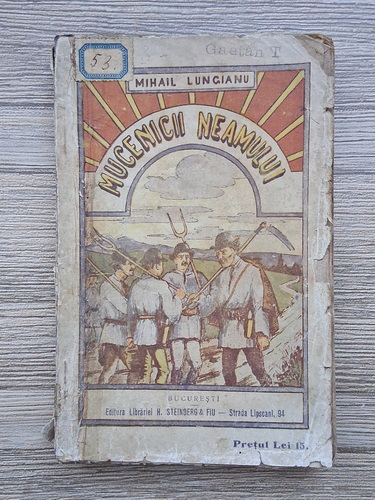 Gaetan T
53.
MIHAIL LUNGIANU
MUCENICII NEAMULUI
BUCUREȘTI
Editura Librăriei H. STEINBERG & FIU — Strada Lipscani, 94
Prețul Lei 15.